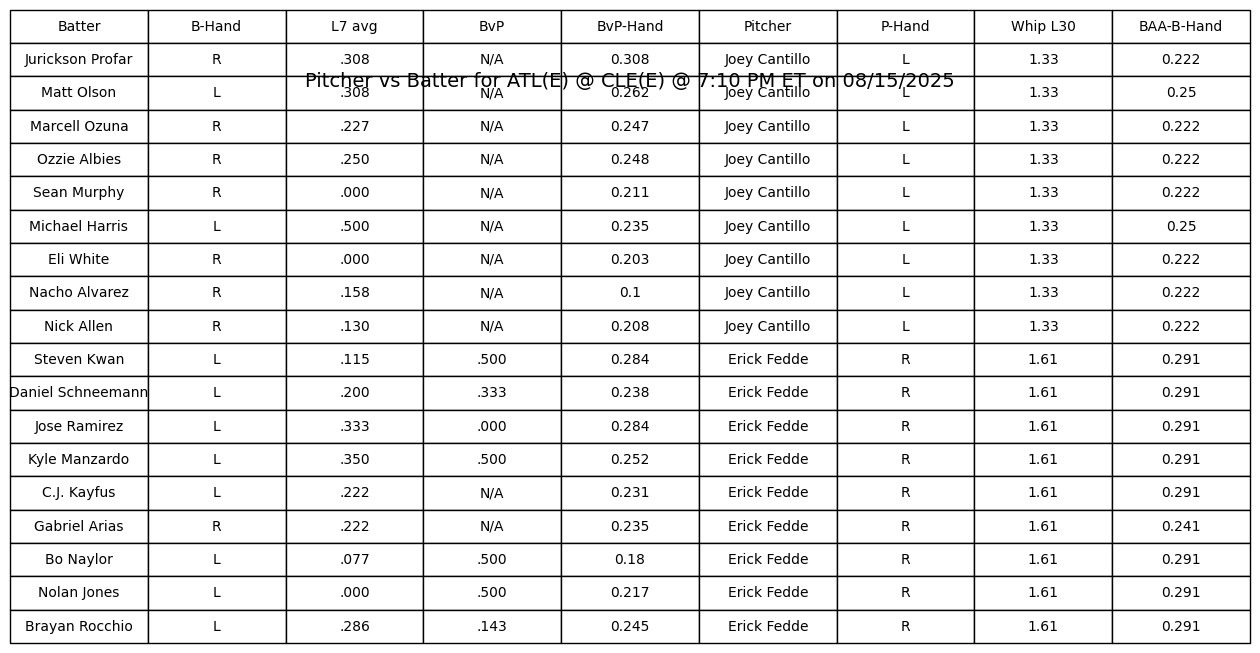 Batter B-Hand L7 avg BvP BvP-Hand Pitcher P-Hand Whip L30 BAA-B-Hand
Jurickson Profar R .308 N/A 0.308 Joey Cantillo L 1.33 0.222
Pitcher vs Batter for ATL(E) @ CLE(E) @ 7:10 PM ET on 08/15/2025
Matt Olson L .308 N/A 0.262 Joey Cantillo L 1.33 0.25
Marcell Ozuna R .227 N/A 0.247 Joey Cantillo L 1.33 0.222
Ozzie Albies R .250 N/A 0.248 Joey Cantillo L 1.33 0.222
Sean Murphy R .000 N/A 0.211 Joey Cantillo L 1.33 0.222
Michael Harris L .500 N/A 0.235 Joey Cantillo L 1.33 0.25
Eli White R .000 N/A 0.203 Joey Cantillo L 1.33 0.222
Nacho Alvarez R .158 N/A 0.1 Joey Cantillo L 1.33 0.222
Nick Allen R .130 N/A 0.208 Joey Cantillo L 1.33 0.222
Steven Kwan L .115 .500 0.284 Erick Fedde R 1.61 0.291
Daniel Schneemann L .200 .333 0.238 Erick Fedde R 1.61 0.291
Jose Ramirez L .333 .000 0.284 Erick Fedde R 1.61 0.291
Kyle Manzardo L .350 .500 0.252 Erick Fedde R 1.61 0.291
C.J. Kayfus L .222 N/A 0.231 Erick Fedde R 1.61 0.291
Gabriel Arias R .222 N/A 0.235 Erick Fedde R 1.61 0.241
Bo Naylor L .077 .500 0.18 Erick Fedde R 1.61 0.291
Nolan Jones L .000 .500 0.217 Erick Fedde R 1.61 0.291
Brayan Rocchio L .286 .143 0.245 Erick Fedde R 1.61 0.291